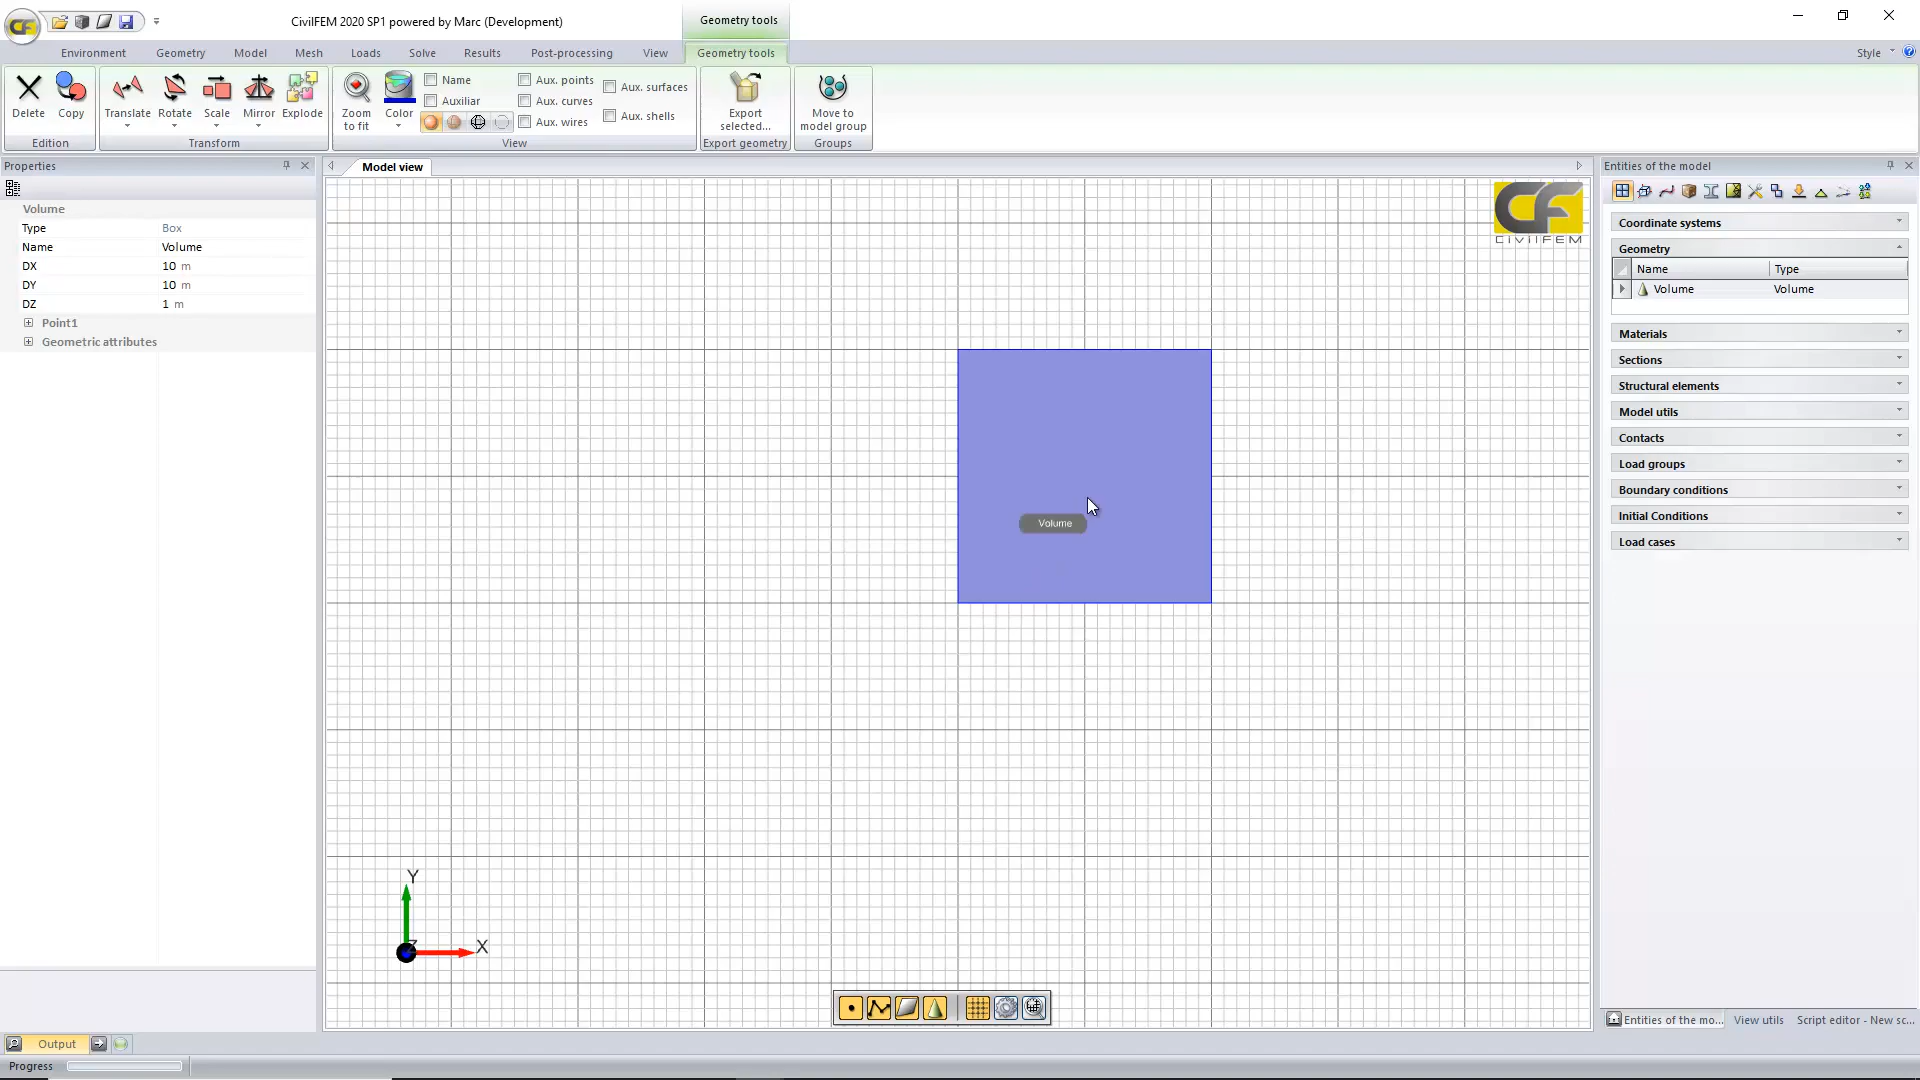 CivilFEM 2020 SP1 powered by Marc (Development)
Geometry tools
Environment
Geometry
Model
Mesh
Loads
Solve
Results
Post-processing
View
Geometry tools
Style
Delete
Copy
Edition
Translate
Rotate
Scale
Mirror
Explode
Transform
Zoom
to fit
Color
Name
Auxiliar
Aux. points
Aux. curves
Aux. wires
Aux. surfaces
Aux. shells
View
Export
selected...
Export geometry
Move to
model group
Groups
Properties
Volume
Type Box
Name Volume
DX 10 m
DY 10 m
DZ 1 m
Point1
Geometric attributes
Model view
CIVILFEM
Volume
Y
Z
X
Entities of the model
Coordinate systems
Geometry
Name Type
Volume Volume
Materials
Sections
Structural elements
Model utils
Contacts
Load groups
Boundary conditions
Initial Conditions
Load cases
Entities of the mo...
View utils
Script editor - New sc...
Output
Progress